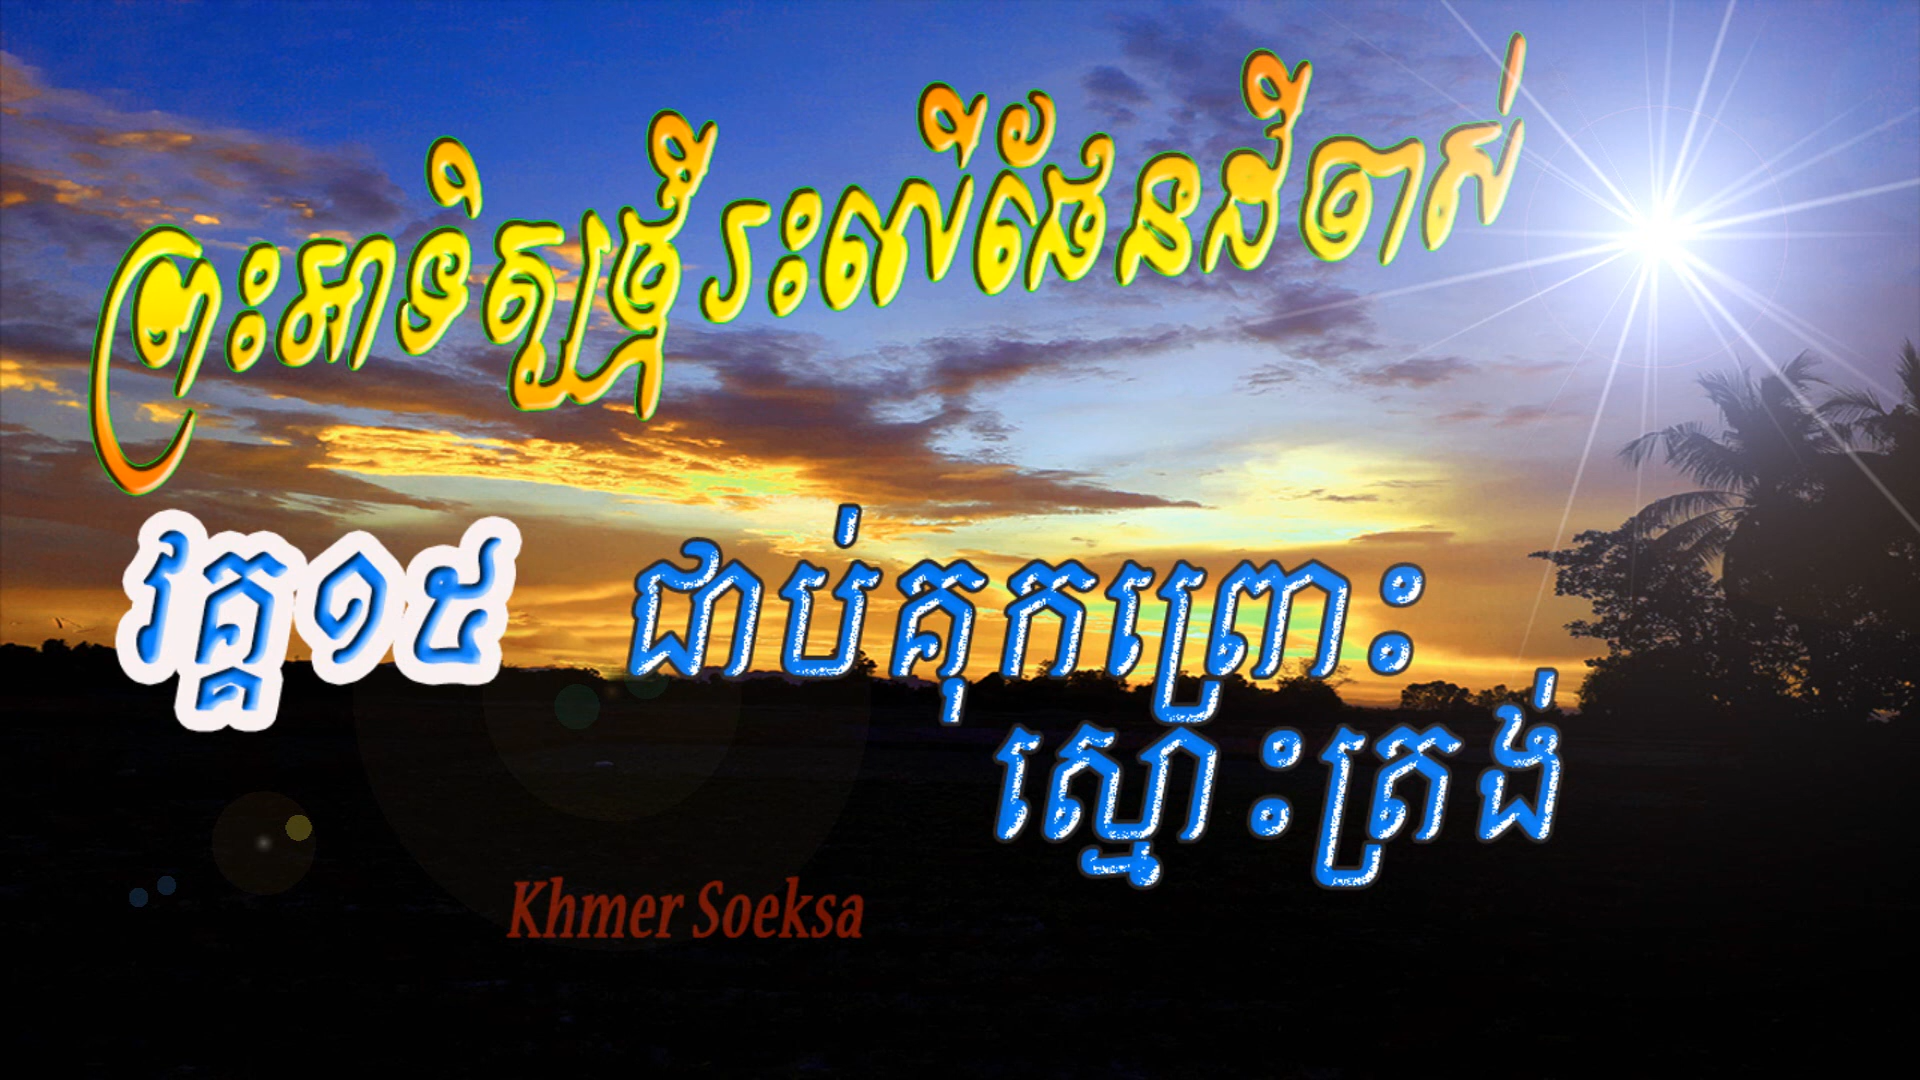 ព្រះអាទិត្យថ្មីរះលើផែនដីចាស់
វគ្គ១៥ ជាប់គុកព្រោះ
ស្មោះត្រង់
Khmer Soeksa